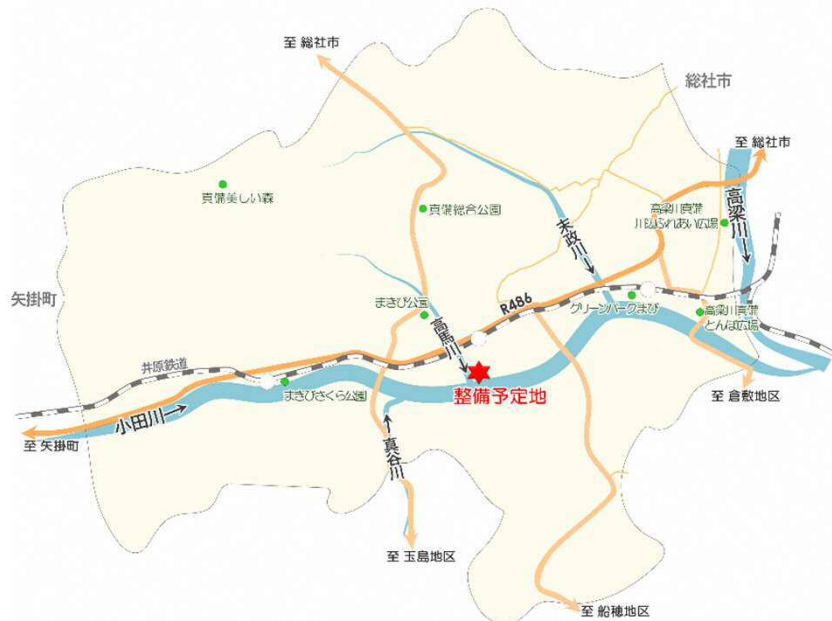 至 総社市
総社市
至 総社市
真備美しい森
真備総合公園
高梁川真備
川辺ふれあい広場
高梁川→
末政川→
矢掛町
まきび公園
R486
グリーンパークまび
高梁川真備
とんぼ広場
高馬川→
井原鉄道
整備予定地
まきびさくら公園
小田川→
至 矢掛町
←真谷川
至 倉敷地区
至 玉島地区
至 船穂地区